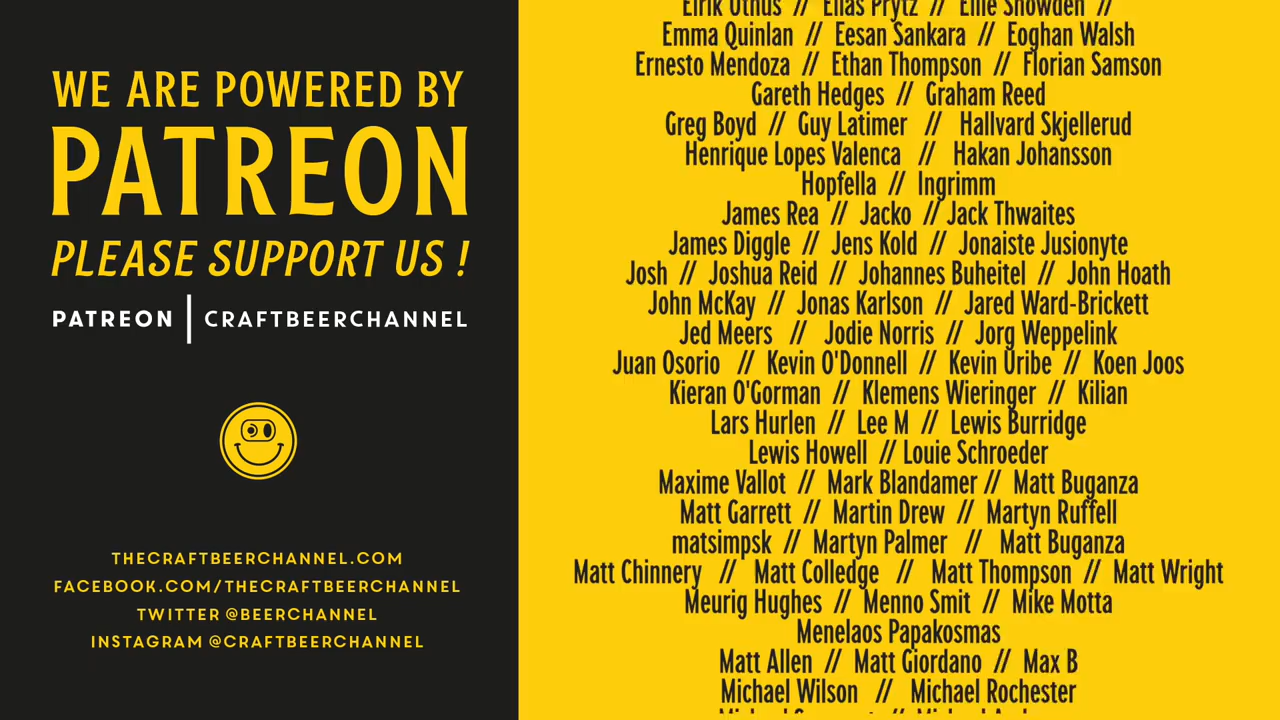 WE ARE POWERED BY
PATREON
PLEASE SUPPORT US !
PATREON | CRAFTBEERCHANNEL
THECRAFTBEERCHANNEL.COM
FACEBOOK.COM/THECRAFTBEERCHANNEL
TWITTER @BEERCHANNEL
INSTAGRAM @CRAFTBEERCHANNEL
Eirik Othus // Elias Prytz // Ellie Snowden //
Emma Quinlan // Eesan Sankara // Eoghan Walsh
Ernesto Mendoza // Ethan Thompson // Florian Samson
Gareth Hedges // Graham Reed
Greg Boyd // Guy Latimer // Hallvard Skjellerud
Henrique Lopes Valenca // Hakan Johansson
Hopfella // Ingrimm
James Rea // Jacko // Jack Thwaites
James Diggle // Jens Kold // Jonaiste Jusionyte
Josh // Joshua Reid // Johannes Buheitel // John Hoath
John McKay // Jonas Karlson // Jared Ward-Brickett
Jed Meers // Jodie Norris // Jorg Weppelink
Juan Osorio // Kevin O'Donnell // Kevin Uribe // Koen Joos
Kieran O'Gorman // Klemens Wieringer // Kilian
Lars Hurlen // Lee M // Lewis Burridge
Lewis Howell // Louie Schroeder
Maxime Vallot // Mark Blandamer // Matt Buganza
Matt Garrett // Martin Drew // Martyn Ruffell
matsimpsk // Martyn Palmer // Matt Buganza
Matt Chinnery // Matt Colledge // Matt Thompson // Matt Wright
Meurig Hughes // Menno Smit // Mike Motta
Menelaos Papakosmas
Matt Allen // Matt Giordano // Max B
Michael Wilson // Michael Rochester